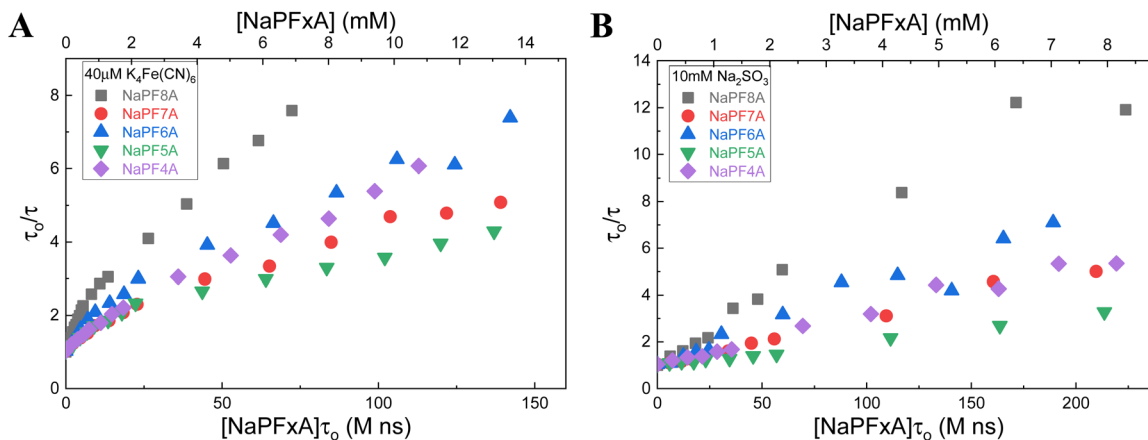 A
[NaPFxA] (mM)
0 2 4 6 8 10 12 14
40μM K₄Fe(CN)₆
NaPF8A
NaPF7A
NaPF6A
NaPF5A
NaPF4A
8
6
4
2
0
τₒ/τ
0 50 100 150
[NaPFxA]τₒ (M ns)
B
[NaPFxA] (mM)
0 1 2 3 4 5 6 7 8
10mM Na₂SO₃
NaPF8A
NaPF7A
NaPF6A
NaPF5A
NaPF4A
14
12
10
8
6
4
2
0
τₒ/τ
0 50 100 150 200
[NaPFxA]τₒ (M ns)